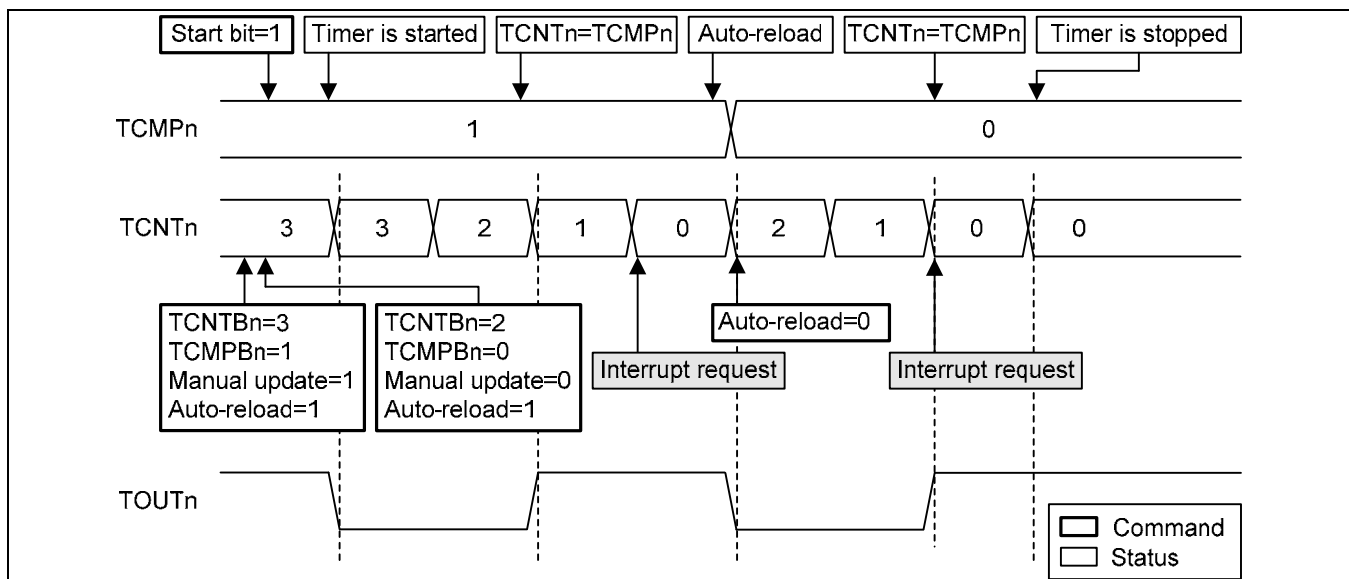 Start bit=1
Timer is started
TCNTn=TCMPn
Auto-reload
TCNTn=TCMPn
Timer is stopped
TCMPn
1
0
TCNTn
3
3
2
1
0
2
1
0
0
TCNTBn=3
TCMPBn=1
Manual update=1
Auto-reload=1
TCNTBn=2
TCMPBn=0
Manual update=0
Auto-reload=1
Interrupt request
Auto-reload=0
Interrupt request
TOUTn
Command
Status